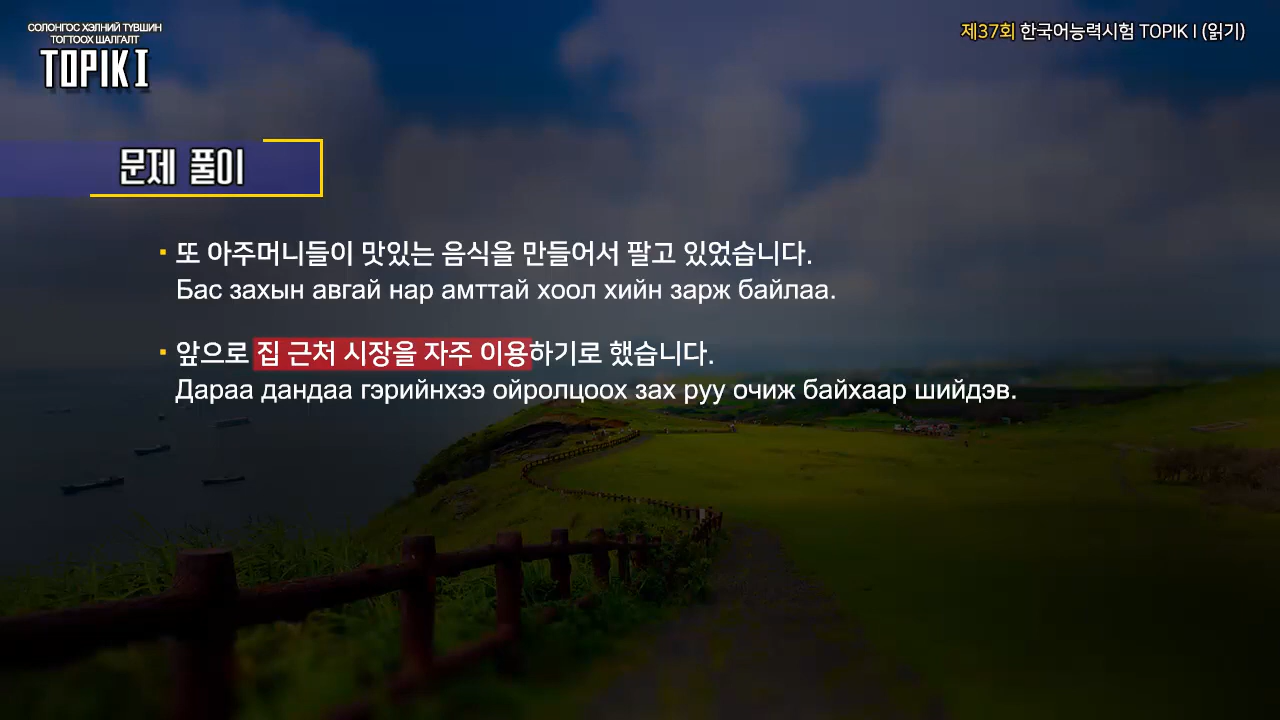 СОЛОНГОС ХЭЛНИЙ ТҮВШИН
ТОГТООХ ШАЛГАЛТ
TOPIK I
제37회 한국어능력시험 TOPIK I (읽기)
문제 풀이
또 아주머니들이 맛있는 음식을 만들어서 팔고 있었습니다.
Бас захын авгай нар амттай хоол хийн зарж байлаа.
앞으로 집 근처 시장을 자주 이용하기로 했습니다.
Дараа дандаа гэрийнхээ ойролцоох зах руу очиж байхаар шийдэв.